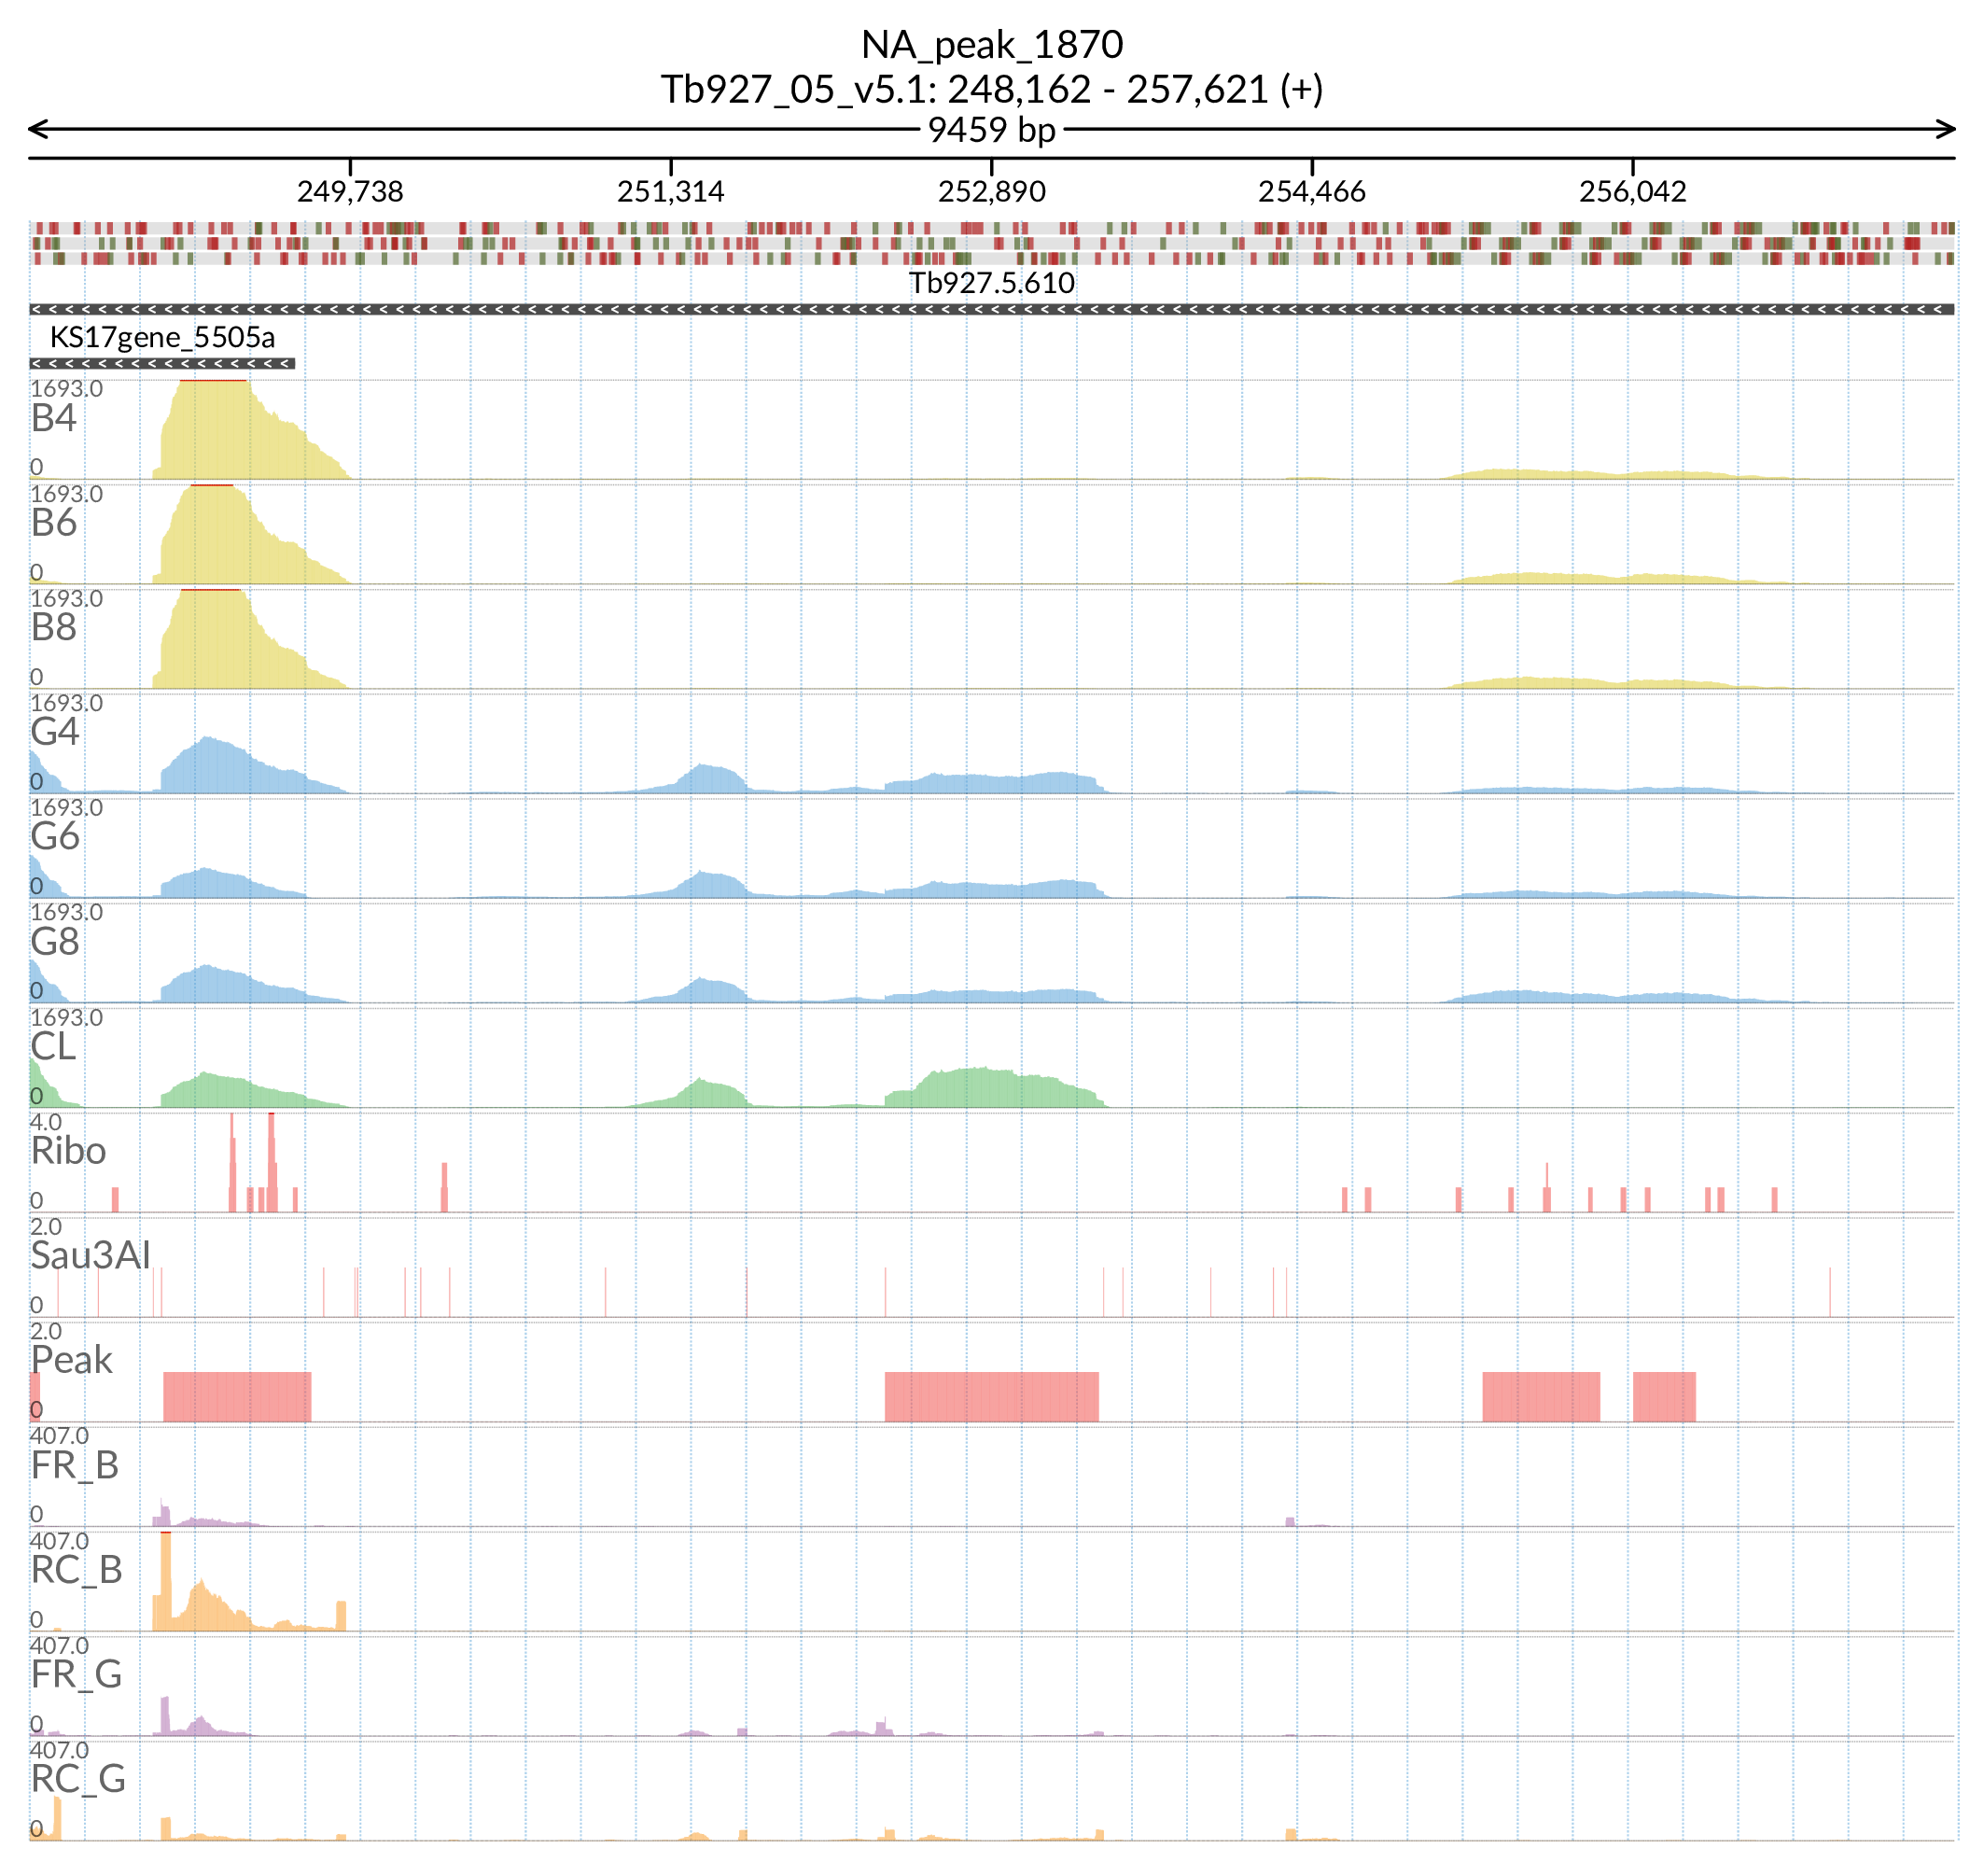 NA_peak_1870
Tb927_05_v5.1: 248,162 - 257,621 (+)
9459 bp
249,738 251,314 252,890 254,466 256,042
Tb927.5.610
KS17gene_5505a
1693.0
B4
0
1693.0
B6
0
1693.0
B8
0
1693.0
G4
0
1693.0
G6
0
1693.0
G8
0
1693.0
CL
0
4.0
Ribo
0
2.0
Sau3AI
0
2.0
Peak
0
407.0
FR_B
0
407.0
RC_B
0
407.0
FR_G
0
407.0
RC_G
0